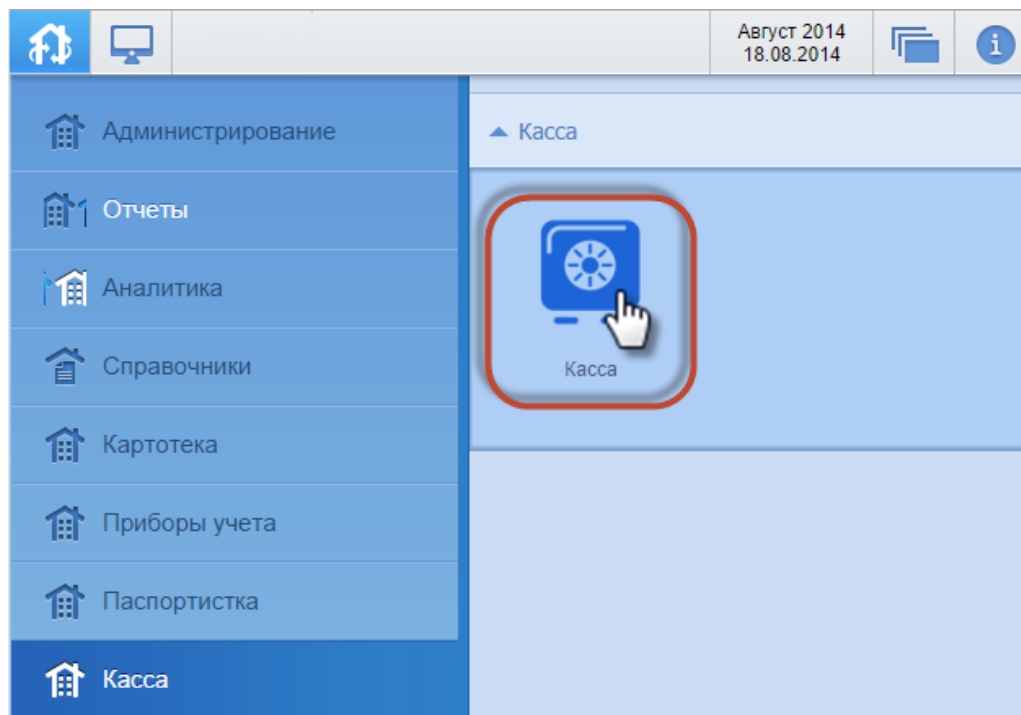 Август 2014
18.08.2014
Администрирование
Отчеты
Аналитика
Справочники
Картотека
Приборы учета
Паспортистка
Касса
Касса
Касса